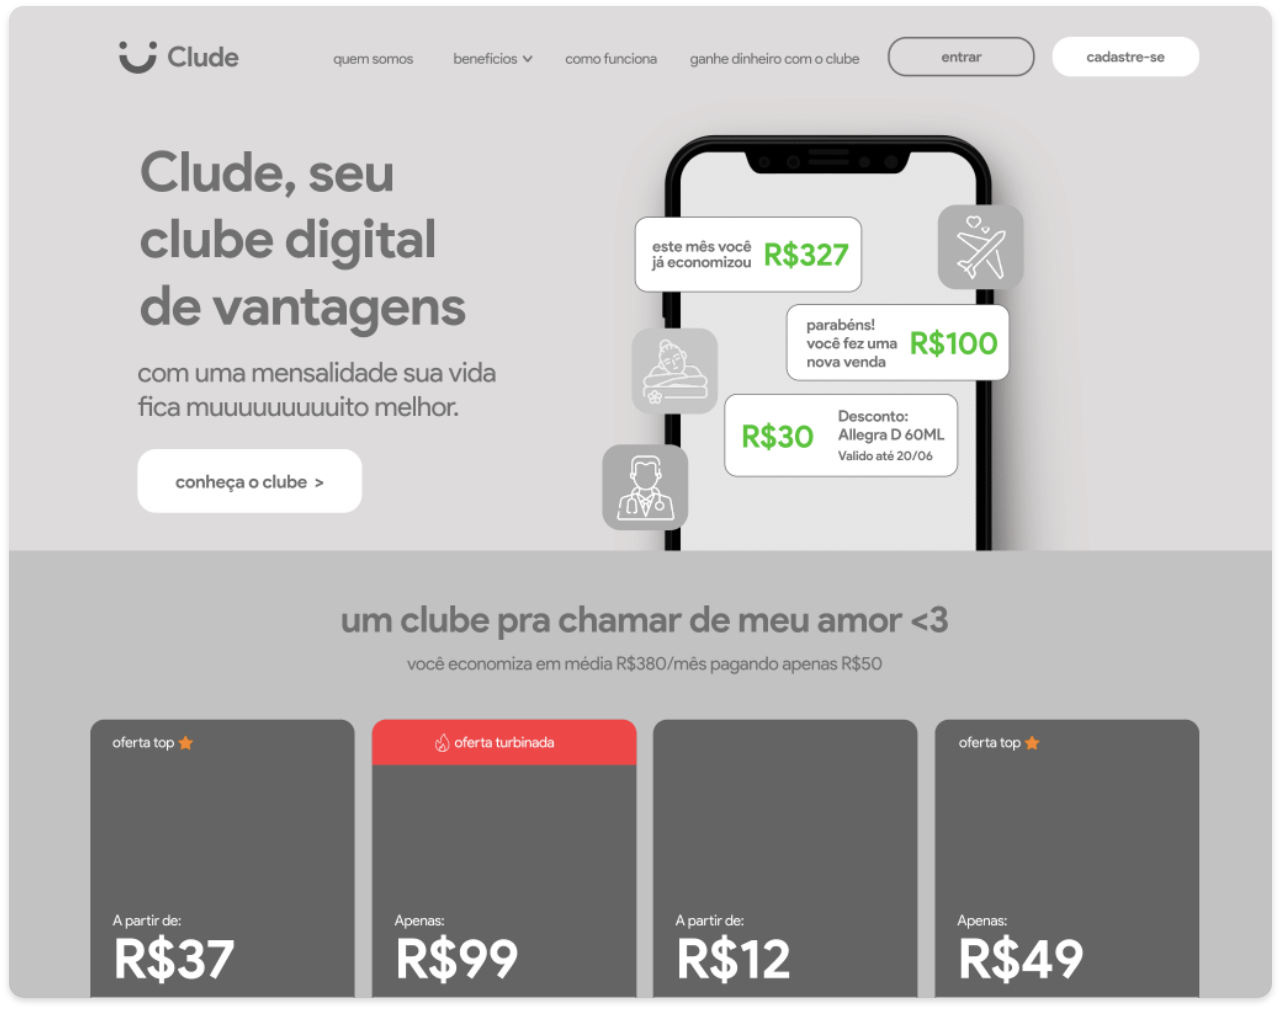 Clude
quem somos
benefícios
como funciona
ganhe dinheiro com o clube
entrar
cadastre-se
Clude, seu
clube digital
de vantagens
com uma mensalidade sua vida
fica muuuuuuuuuito melhor.
conheça o clube >
este mês você
já economizou
R$327
parabéns!
você fez uma
nova venda
R$100
R$30
Desconto:
Allegra D 60ML
Valido até 20/06
um clube pra chamar de meu amor <3
você economiza em média R$380/mês pagando apenas R$50
oferta top
A partir de:
R$37
oferta turbinada
Apenas:
R$99
A partir de:
R$12
oferta top
Apenas:
R$49